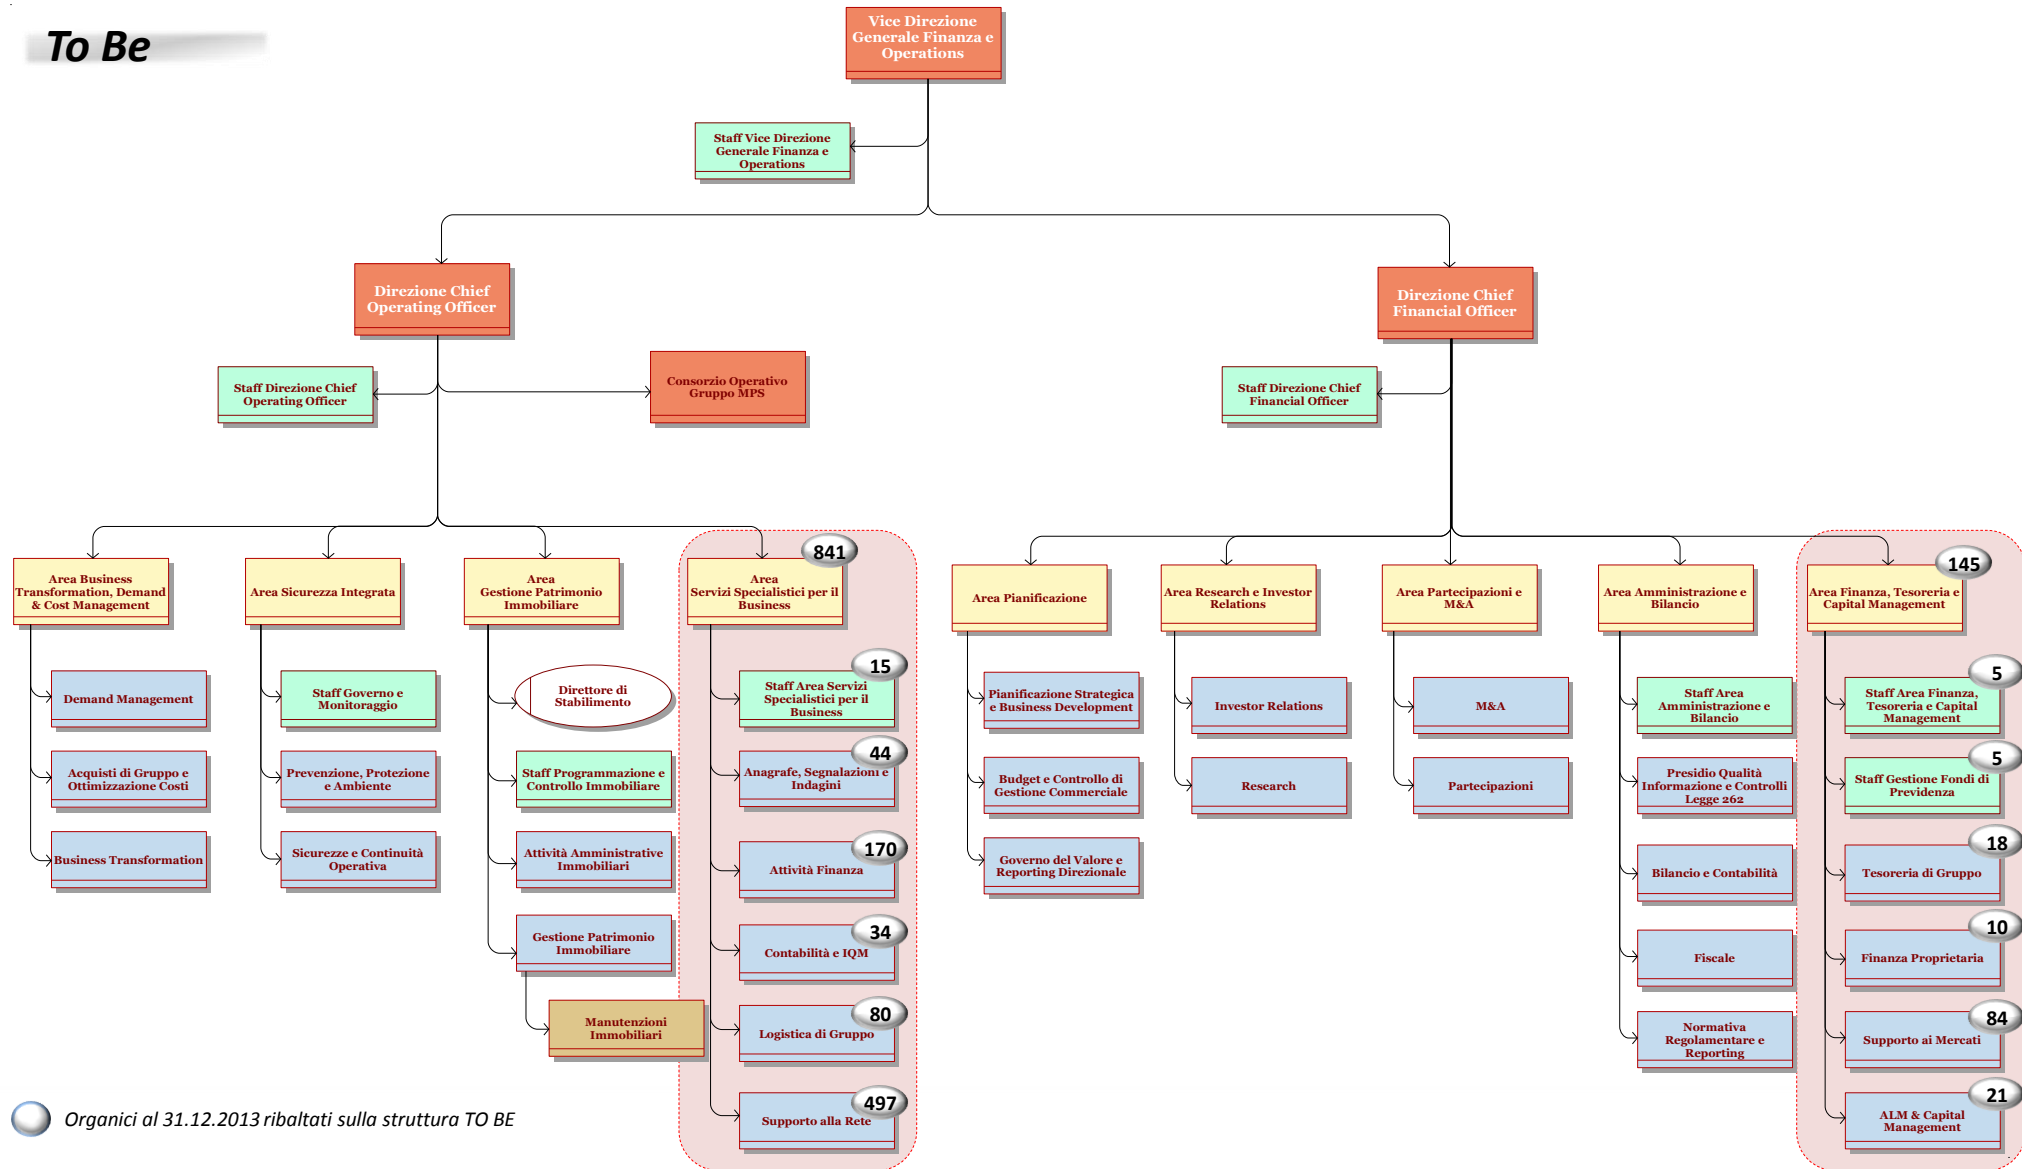 To Be
Vice Direzione
Generale Finanza e
Operations
Staff Vice Direzione
Generale Finanza e
Operations
Direzione Chief
Operating Officer
Direzione Chief
Financial Officer
Staff Direzione Chief
Operating Officer
Consorzio Operativo
Gruppo MPS
Staff Direzione Chief
Financial Officer
Area Business
Transformation, Demand
& Cost Management
Demand Management
Acquisti di Gruppo e
Ottimizzazione Costi
Business Transformation
Area Sicurezza Integrata
Staff Governo e
Monitoraggio
Prevenzione, Protezione
e Ambiente
Sicurezze e Continuità
Operativa
Area
Gestione Patrimonio
Immobiliare
Direttore di
Stabilimento
Staff Programmazione e
Controllo Immobiliare
Attività Amministrative
Immobiliari
Gestione Patrimonio
Immobiliare
Manutenzioni
Immobiliari
841
Area
Servizi Specialistici per il
Business
15
Staff Area Servizi
Specialistici per il
Business
44
Anagrafe, Segnalazioni e
Indagini
170
Attività Finanza
34
Contabilità e IQM
80
Logistica di Gruppo
497
Supporto alla Rete
Area Pianificazione
Pianificazione Strategica
e Business Development
Budget e Controllo di
Gestione Commerciale
Governo del Valore e
Reporting Direzionale
Area Research e Investor
Relations
Investor Relations
Research
Area Partecipazioni e
M&A
M&A
Partecipazioni
Area Amministrazione e
Bilancio
Staff Area
Amministrazione e
Bilancio
Presidio Qualità
Informazione e Controlli
Legge 262
Bilancio e Contabilità
Fiscale
Normativa
Regolamentare e
Reporting
145
Area Finanza, Tesoreria e
Capital Management
5
Staff Area Finanza,
Tesoreria e Capital
Management
5
Staff Gestione Fondi di
Previdenza
18
Tesoreria di Gruppo
10
Finanza Proprietaria
84
Supporto ai Mercati
21
ALM & Capital
Management
Organici al 31.12.2013 ribaltati sulla struttura TO BE